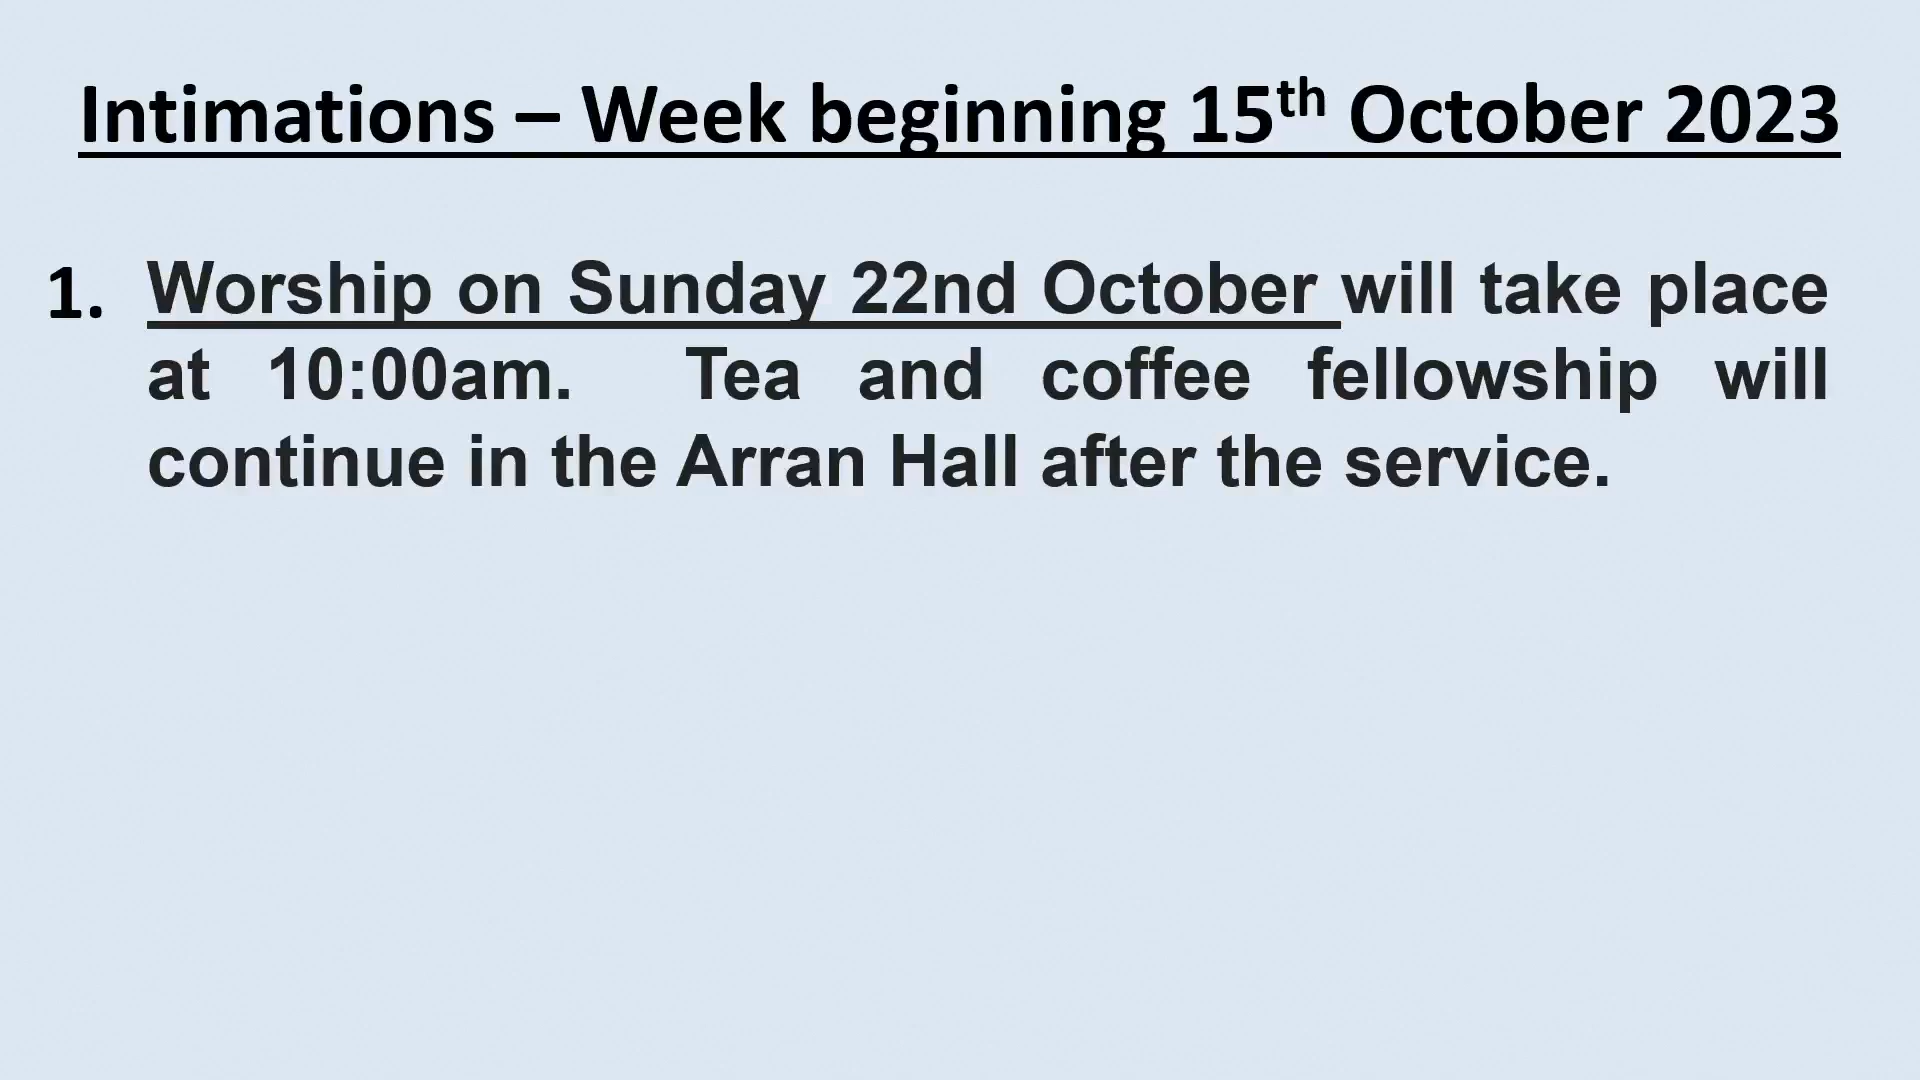 Intimations – Week beginning 15th October 2023
1. Worship on Sunday 22nd October will take place
at 10:00am. Tea and coffee fellowship will
continue in the Arran Hall after the service.